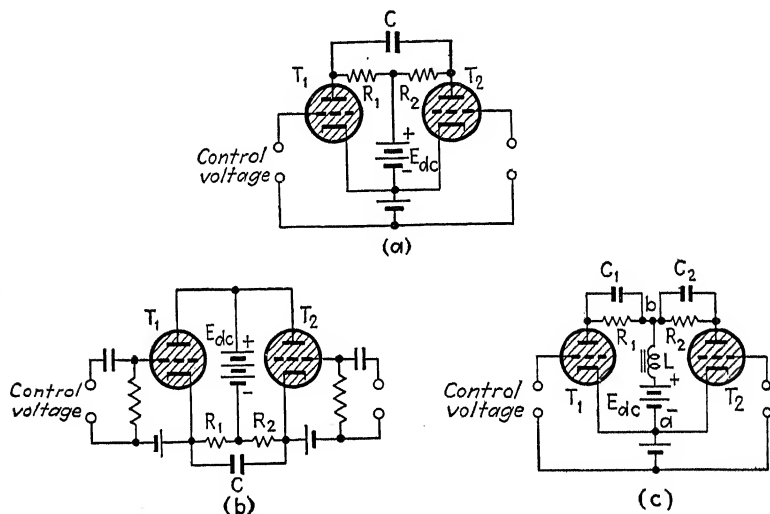 C
T1 T2
R1 R2
+
Edc
-
Control
voltage
(a)
T1 Edc + T2
-
Control
voltage
R1 R2
C
(b)
C1 b C2
R1 R2
L
T1 + T2
Edc -
a
Control
voltage
(c)